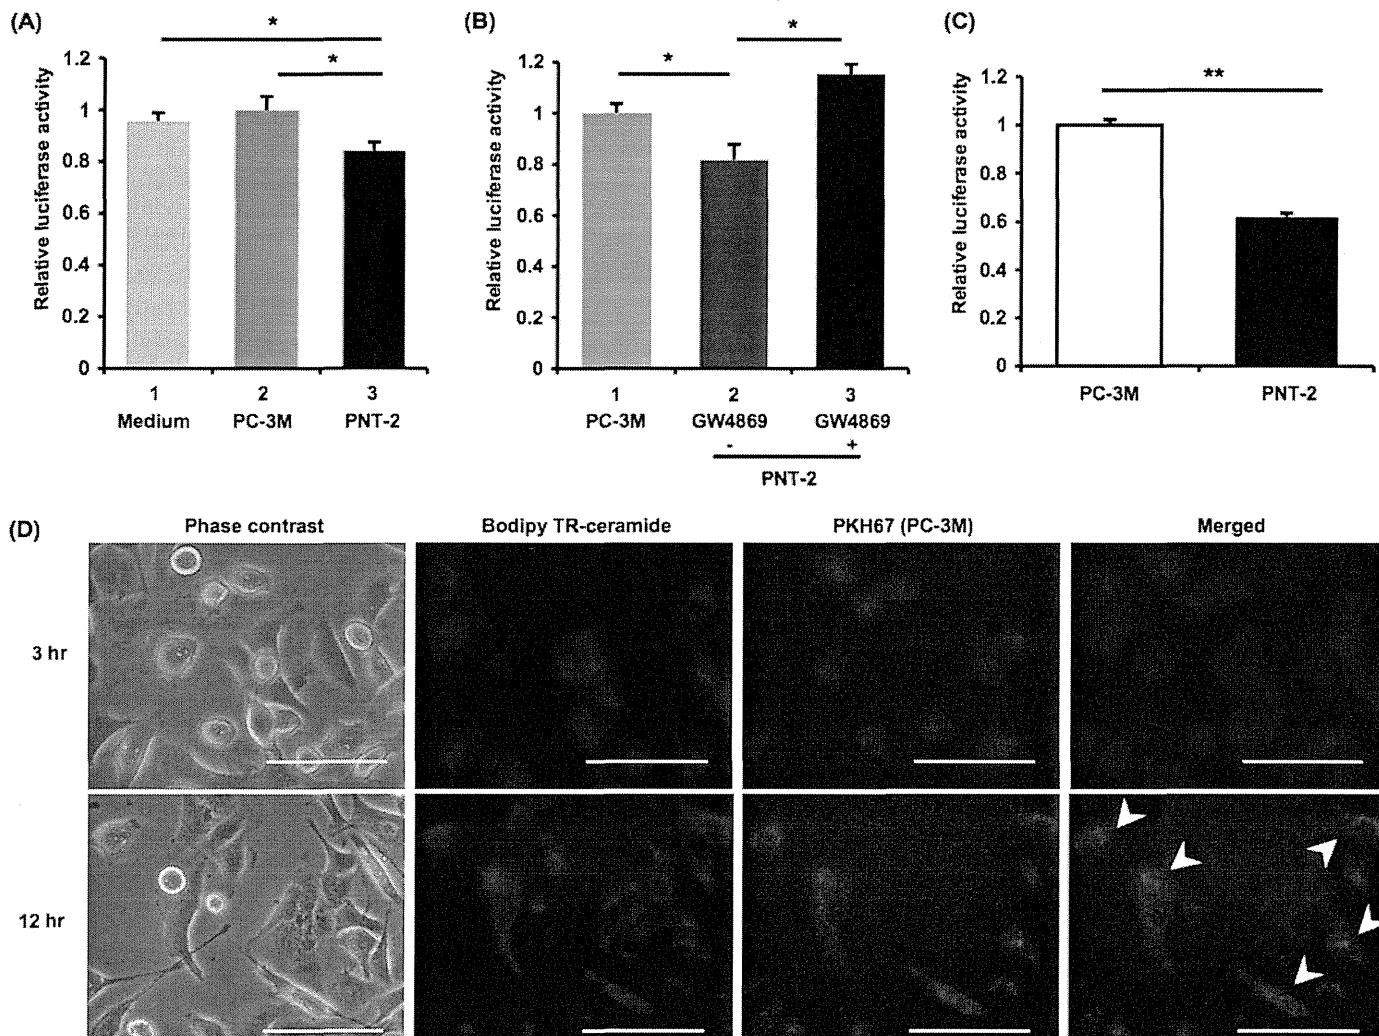 (A)
Relative luciferase activity
1.2
1
0.8
0.6
0.4
0.2
0
*
*
1 2 3
Medium PC-3M PNT-2
(B)
Relative luciferase activity
1.2
1
0.8
0.6
0.4
0.2
0
*
*
1 2 3
PC-3M GW4869 GW4869
- +
PNT-2
(C)
Relative luciferase activity
1.2
1
0.8
0.6
0.4
0.2
0
**
PC-3M PNT-2
(D)
Phase contrast Bodipy TR-ceramide PKH67 (PC-3M) Merged
3 hr
12 hr